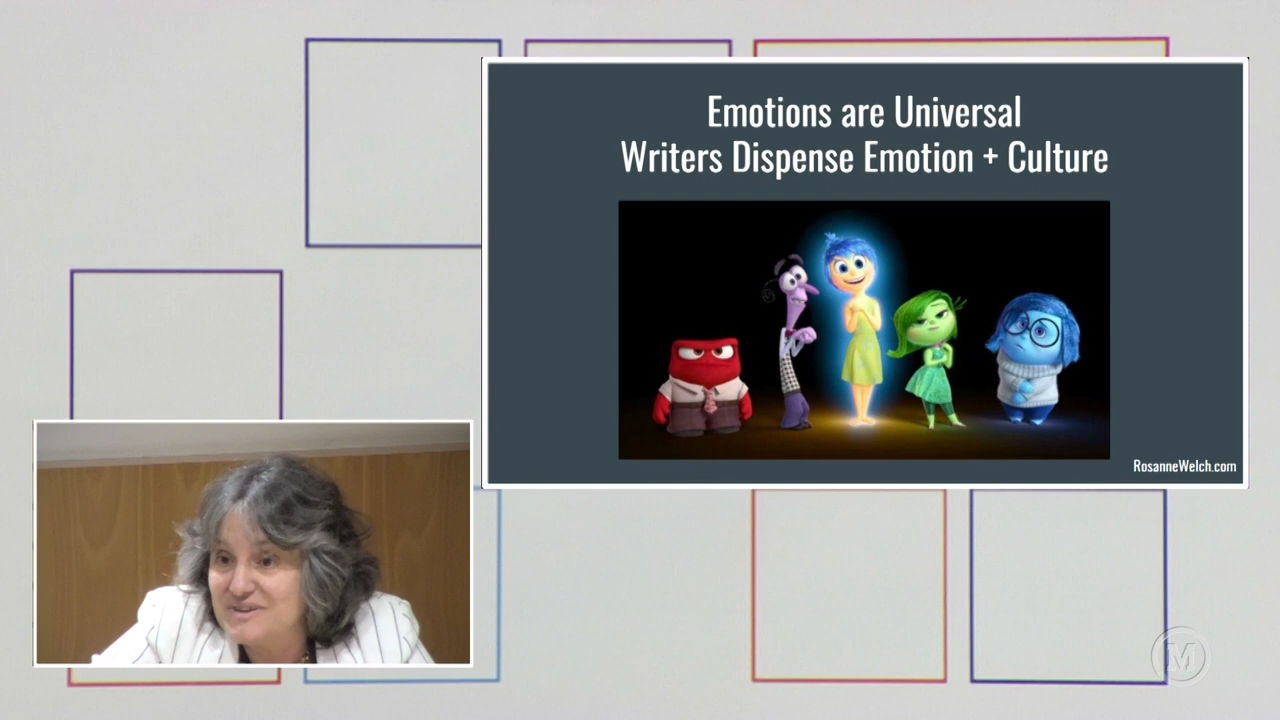 Emotions are Universal
Writers Dispense Emotion + Culture
RosanneWelch.com
M